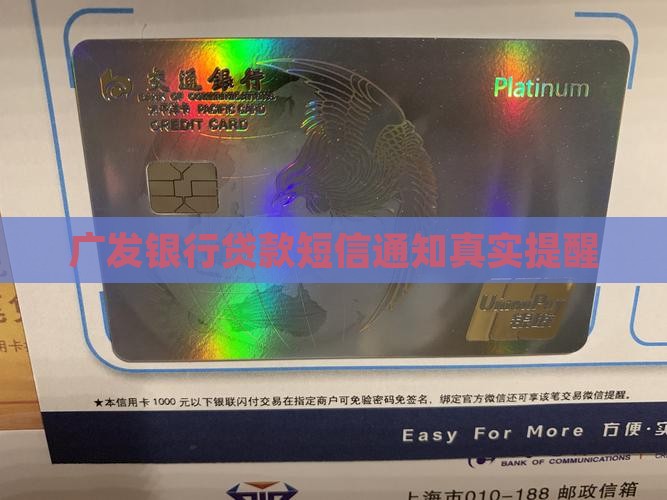 交通銀行
BANK OF COMMUNICATIONS
太平洋卡 PACIFIC CARD
CREDIT CARD
Platinum
广发银行贷款短信通知真实提醒
UnionPay
银联
★本信用卡1000元以下银联闪付交易在指定商户可免验密码免签名，绑定官方微信还可享该笔交易微信提醒。
Easy For More 方便·实
BANK OF COMMUNICATIONS
上海市010-188 邮政信箱